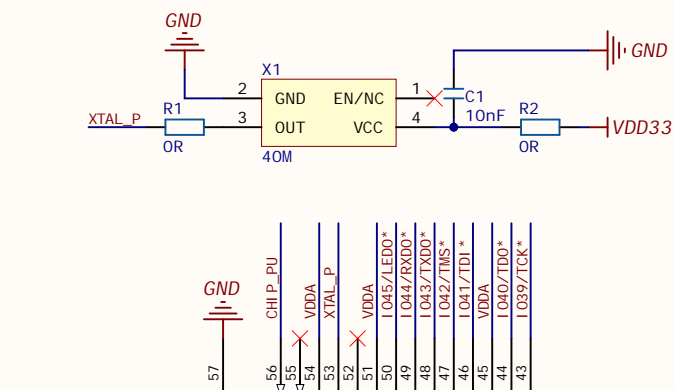 GND
X1
GND
2
GND
EN/NC
1
C1
10nF
R1
R2
XTAL_P
3
OUT
VCC
4
VDD33
0R
40M
0R
GND
CHIP_PU
VDDA
XTAL_P
VDDA
IO45/LED0*
IO44/RXD0*
IO43/TXD0*
IO42/TMS*
IO41/TDI*
VDDA
IO40/TDO*
IO39/TCK*
57
56
55
54
53
52
51
50
49
48
47
46
45
44
43